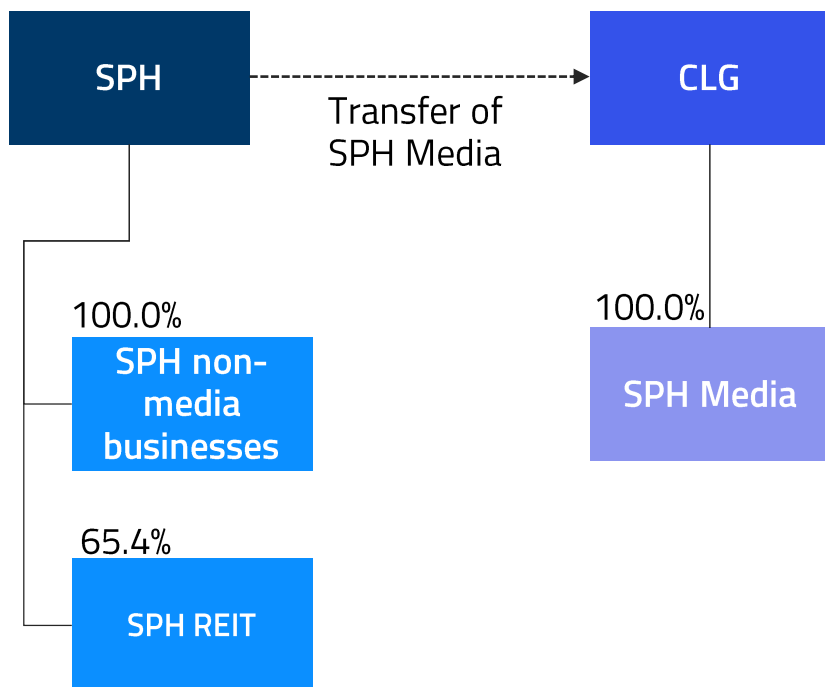 SPH
CLG
Transfer of
SPH Media
100.0%
SPH non-
media
businesses
100.0%
SPH Media
65.4%
SPH REIT